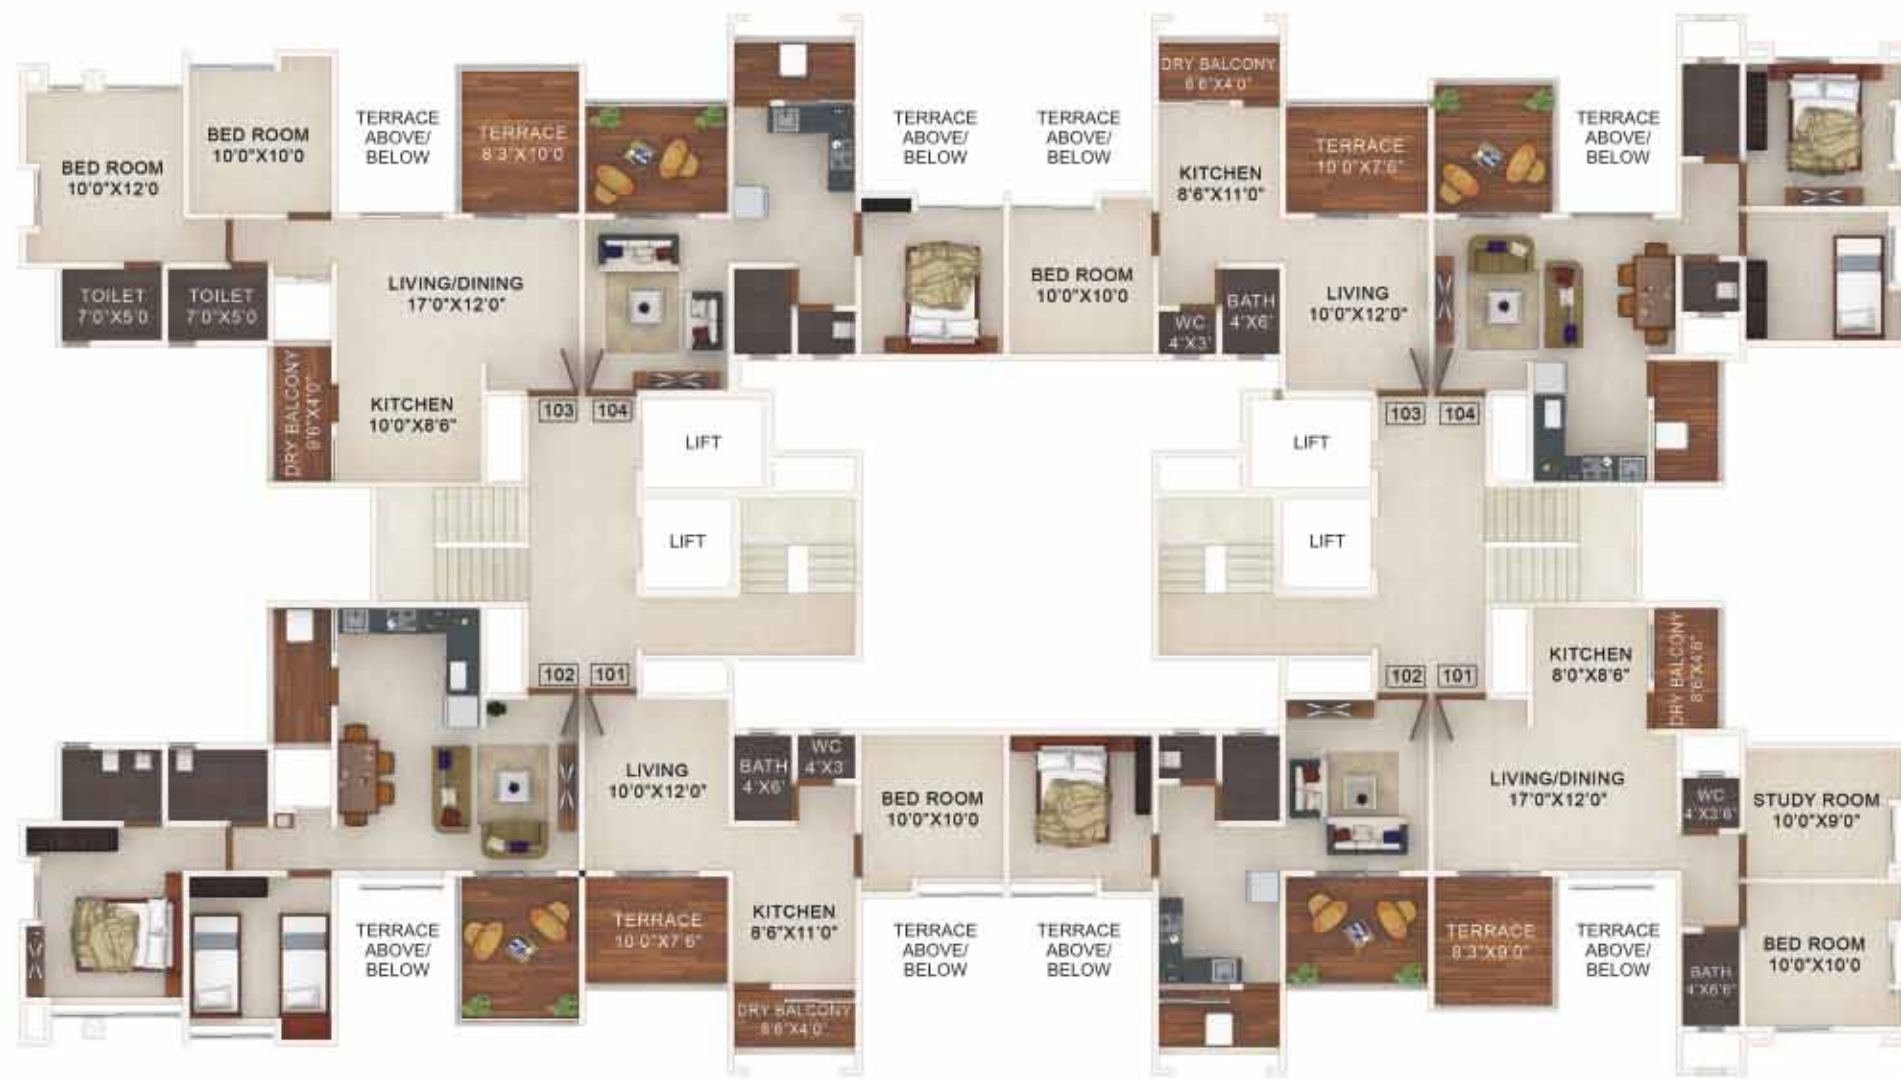 BED ROOM
10'0"X12'0
BED ROOM
10'0"X10'0
TERRACE
ABOVE/
BELOW
TERRACE
8'3"X10'0
TERRACE
ABOVE/
BELOW
TERRACE
ABOVE/
BELOW
DRY BALCONY
6'6"X4'0"
KITCHEN
8'6"X11'0"
TERRACE
10'0"X7'6"
TERRACE
ABOVE/
BELOW
TOILET
7'0"X5'0
TOILET
7'0"X5'0
LIVING/DINING
17'0"X12'0"
BED ROOM
10'0"X10'0
WC
4'X3'
BATH
4'X6'
LIVING
10'0"X12'0"
DRY BALCONY
9'6"X4'0"
KITCHEN
10'0"X8'6"
103
104
LIFT
LIFT
LIFT
LIFT
103
104
102
101
102
101
KITCHEN
8'0"X8'6"
DRY BALCONY
8'6"X4'6"
LIVING
10'0"X12'0"
BATH
4'X6'
WC
4'X3
BED ROOM
10'0"X10'0
LIVING/DINING
17'0"X12'0"
WC
4'X3'6"
STUDY ROOM
10'0"X9'0"
TERRACE
ABOVE/
BELOW
TERRACE
10'0"X7'6"
KITCHEN
8'6"X11'0"
TERRACE
ABOVE/
BELOW
TERRACE
ABOVE/
BELOW
TERRACE
8'3"X9'0"
TERRACE
ABOVE/
BELOW
BATH
4'X6'6"
BED ROOM
10'0"X10'0
DRY BALCONY
8'6"X4'0"